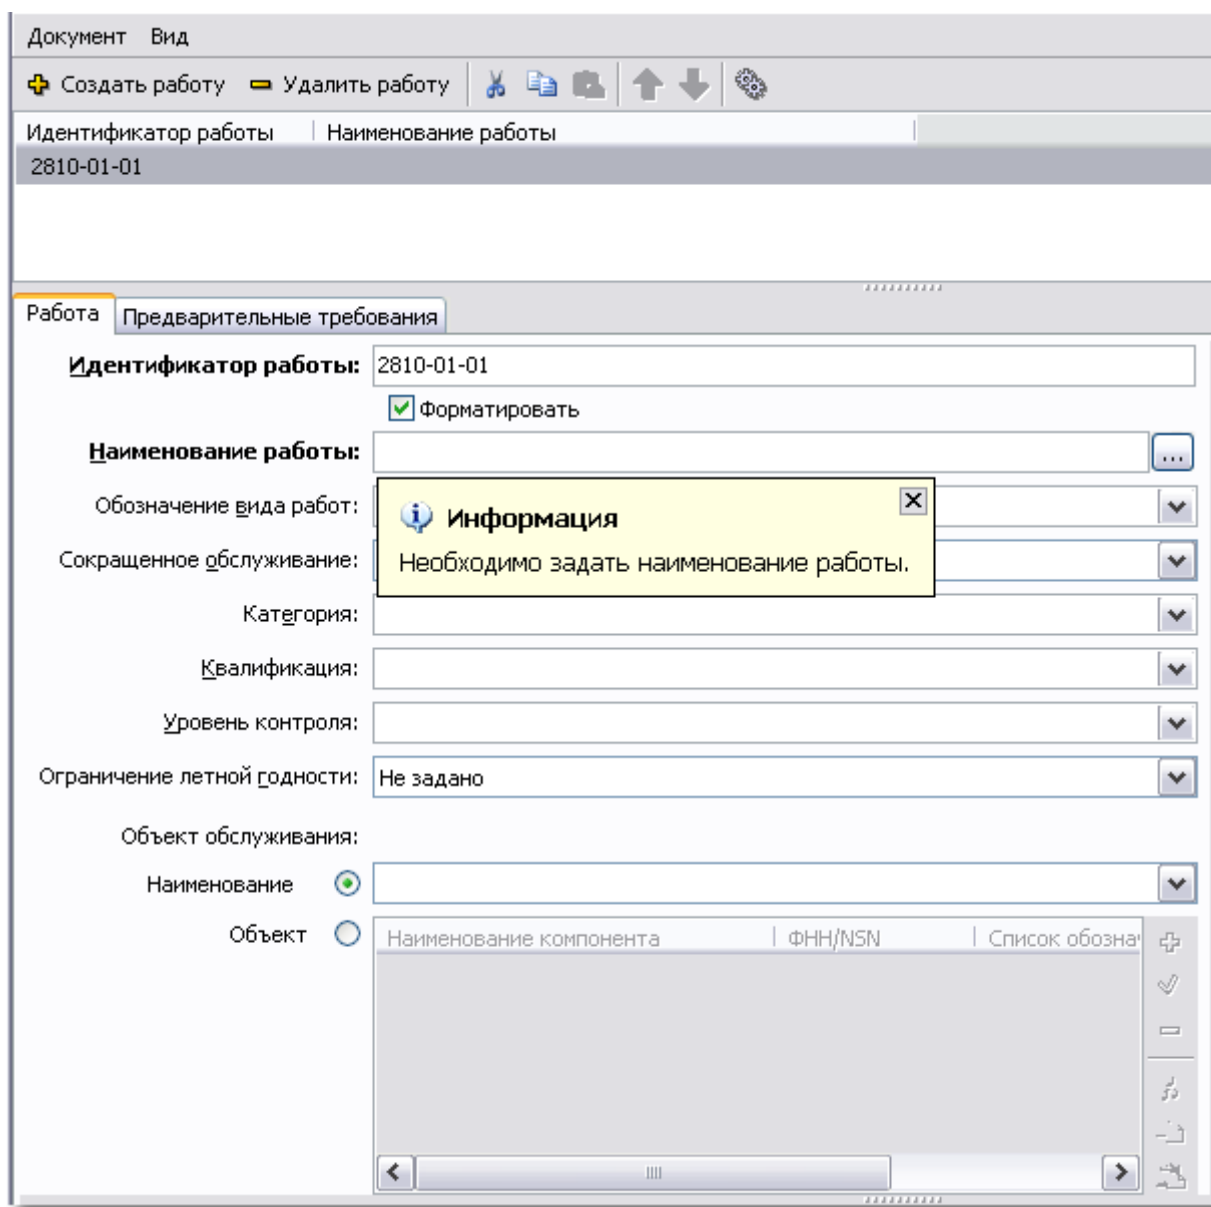 Документ Вид
Создать работу Удалить работу
Идентификатор работы Наименование работы
2810-01-01
Работа Предварительные требования
Идентификатор работы: 2810-01-01
Форматировать
Наименование работы: ...
Обозначение вида работ:
Информация
Сокращенное обслуживание:
Необходимо задать наименование работы.
Категория:
Квалификация:
Уровень контроля:
Ограничение летной годности: Не задано
Объект обслуживания:
Наименование
Объект
Наименование компонента ФНН/NSN Список обозна